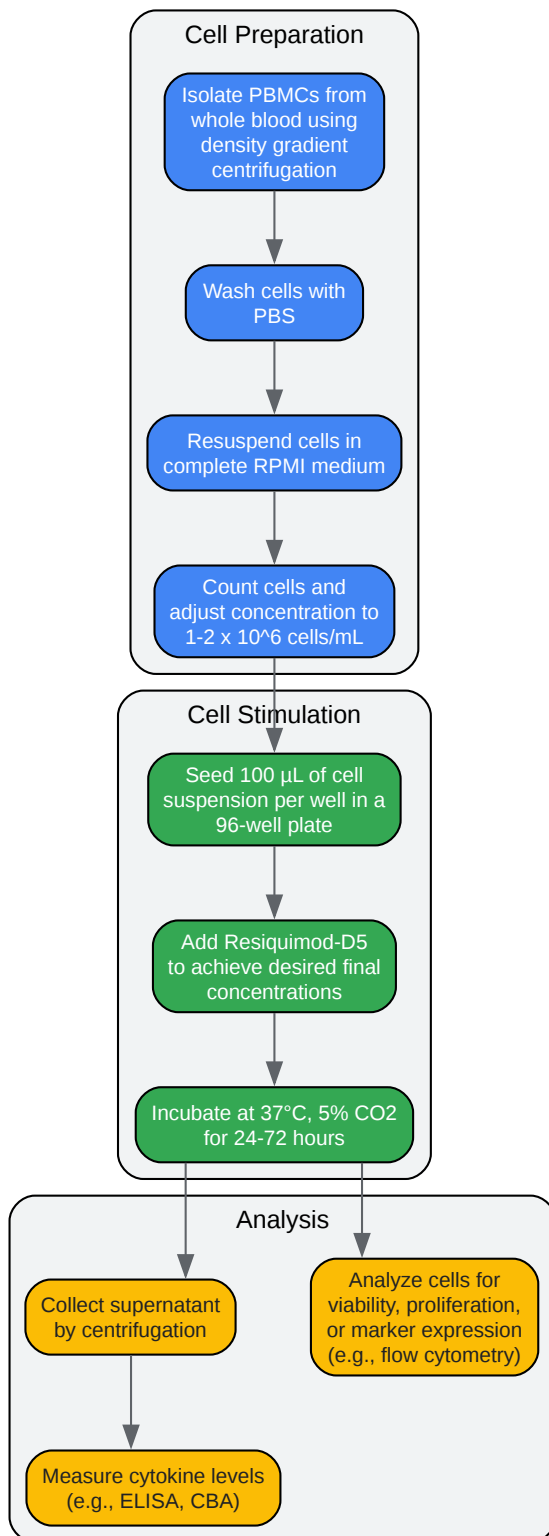 Cell Preparation
Isolate PBMCs from
whole blood using
density gradient
centrifugation
Wash cells with
PBS
Resuspend cells in
complete RPMI medium
Count cells and
adjust concentration to
1-2 x 10^6 cells/mL
Cell Stimulation
Seed 100 µL of cell
suspension per well in a
96-well plate
Add Resiquimod-D5
to achieve desired final
concentrations
Incubate at 37°C, 5% CO2
for 24-72 hours
Analysis
Collect supernatant
by centrifugation
Analyze cells for
viability, proliferation,
or marker expression
(e.g., flow cytometry)
Measure cytokine levels
(e.g., ELISA, CBA)